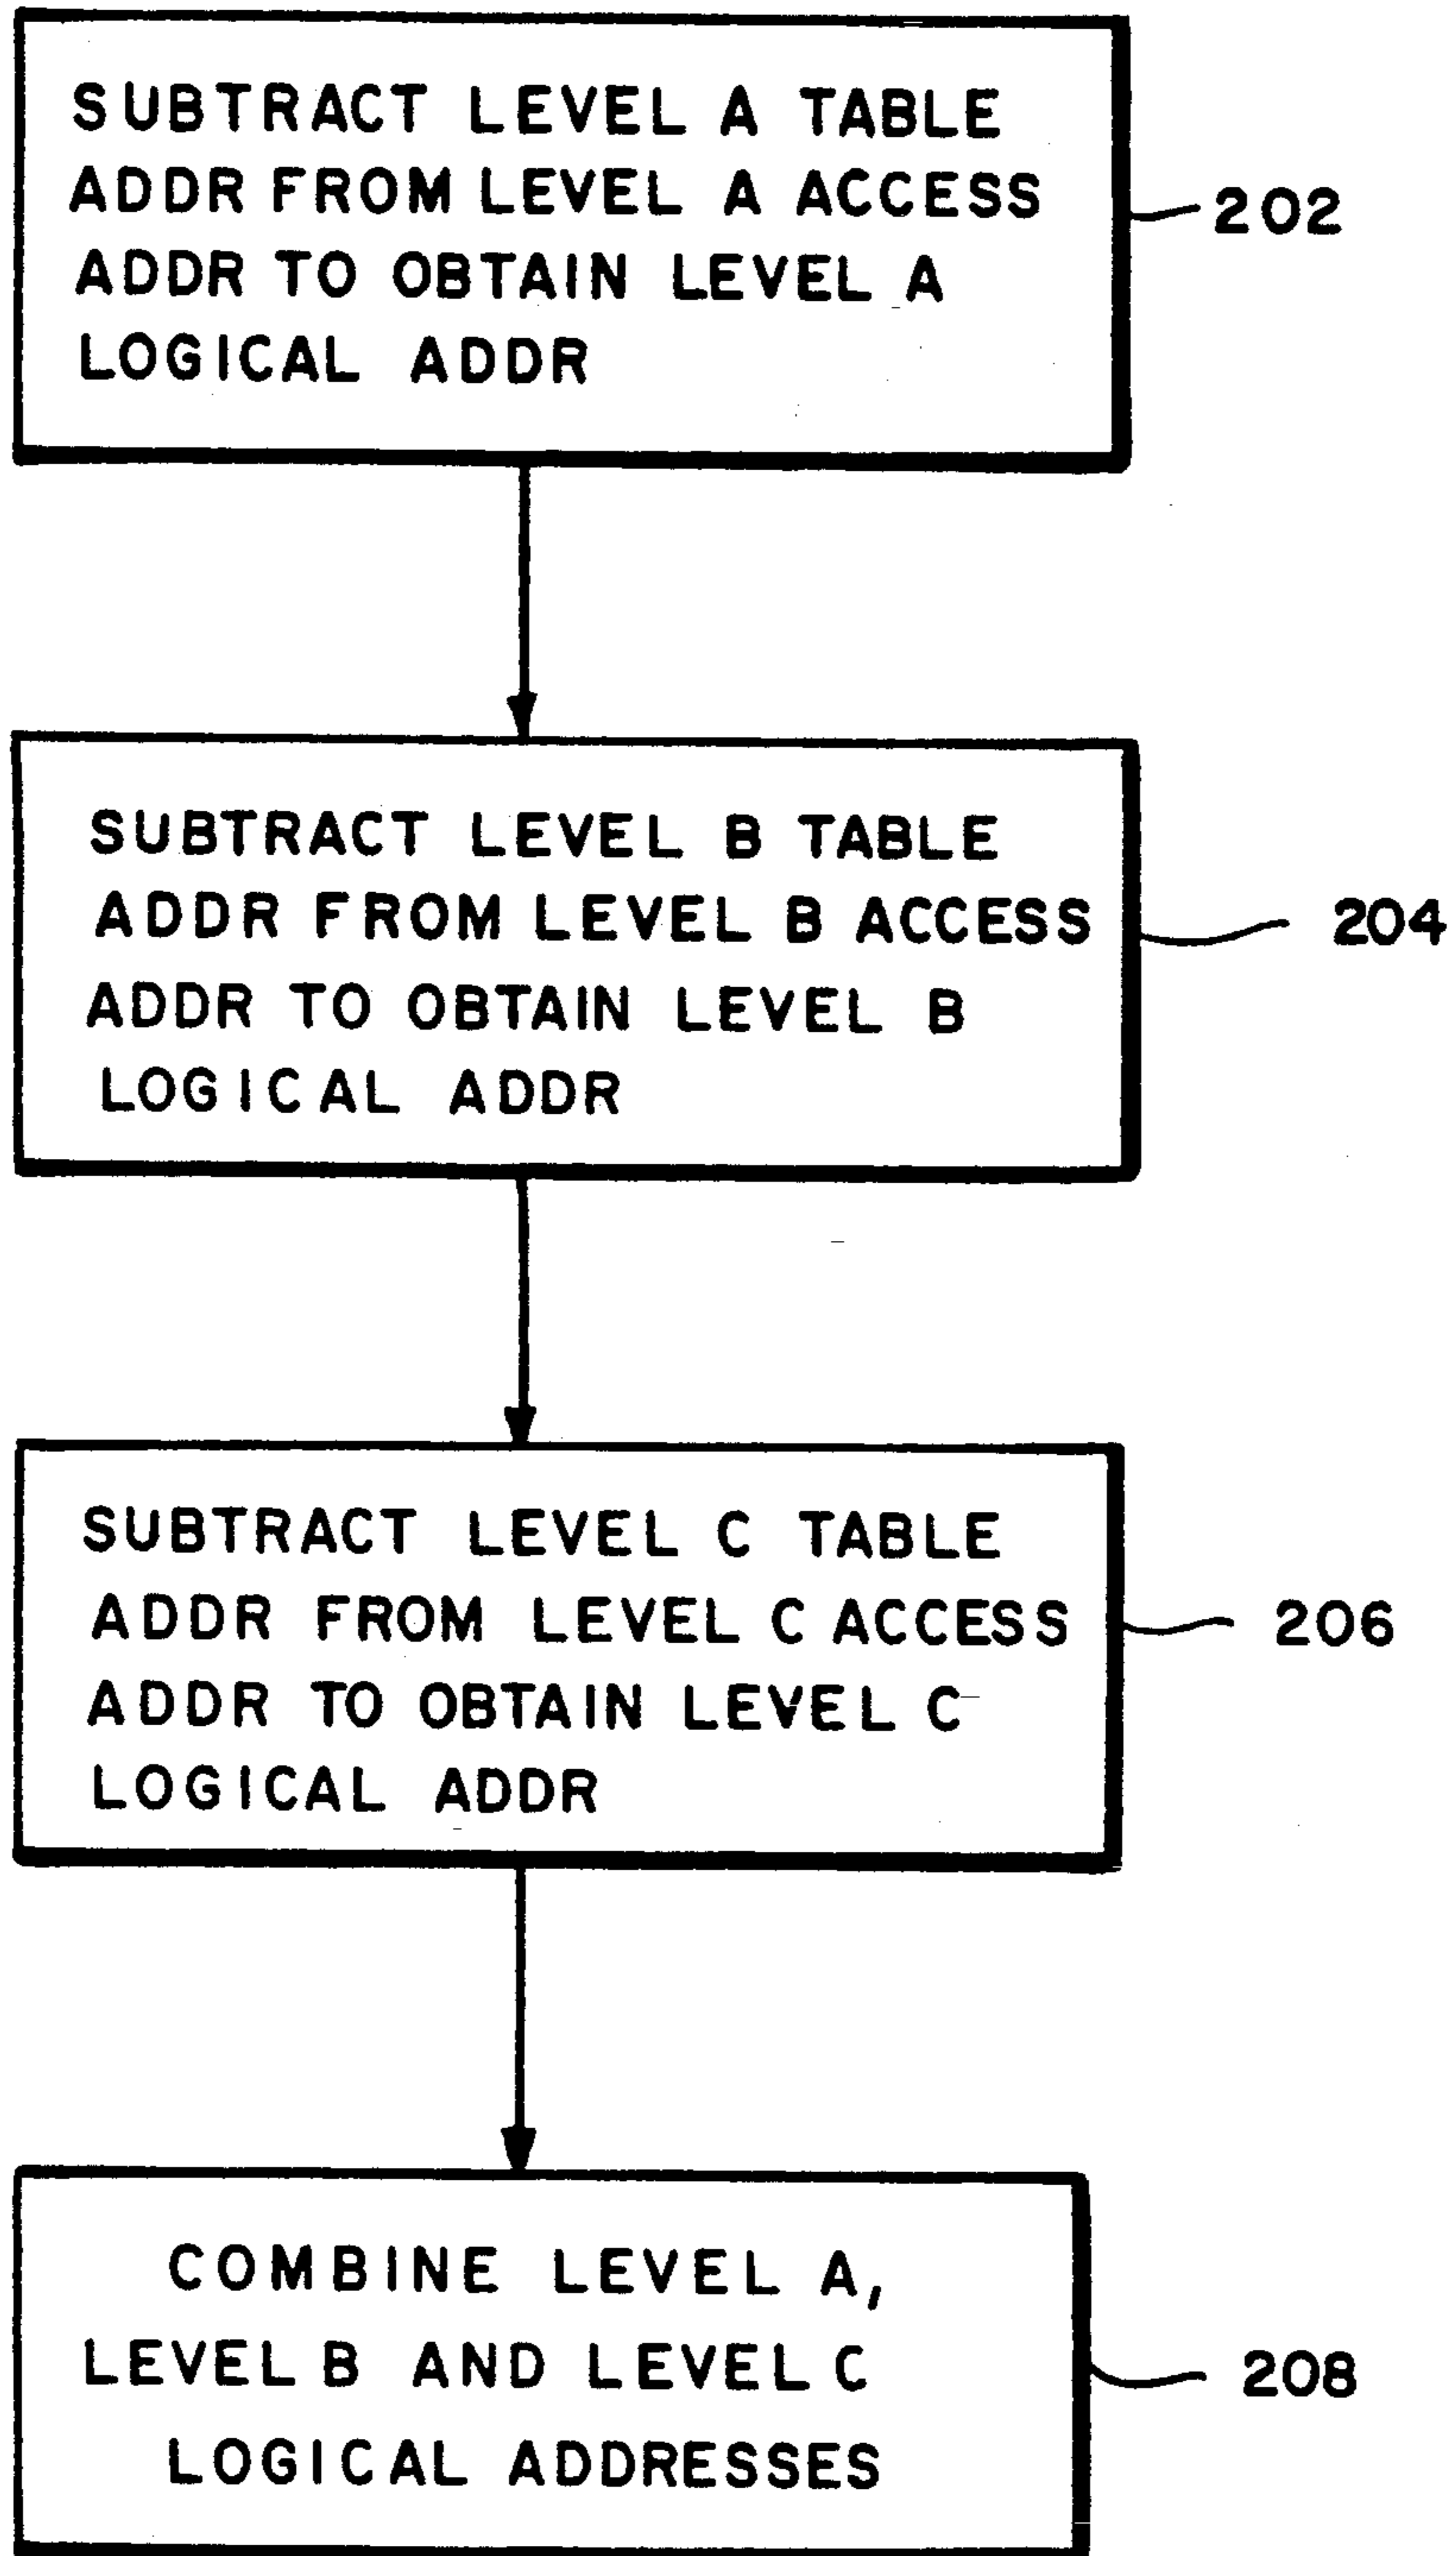 SUBTRACT LEVEL A TABLE
ADDR FROM LEVEL A ACCESS
ADDR TO OBTAIN LEVEL A
LOGICAL ADDR
202
SUBTRACT LEVEL B TABLE
ADDR FROM LEVEL B ACCESS
ADDR TO OBTAIN LEVEL B
LOGICAL ADDR
204
SUBTRACT LEVEL C TABLE
ADDR FROM LEVEL C ACCESS
ADDR TO OBTAIN LEVEL C
LOGICAL ADDR
206
COMBINE LEVEL A,
LEVEL B AND LEVEL C
LOGICAL ADDRESSES
208